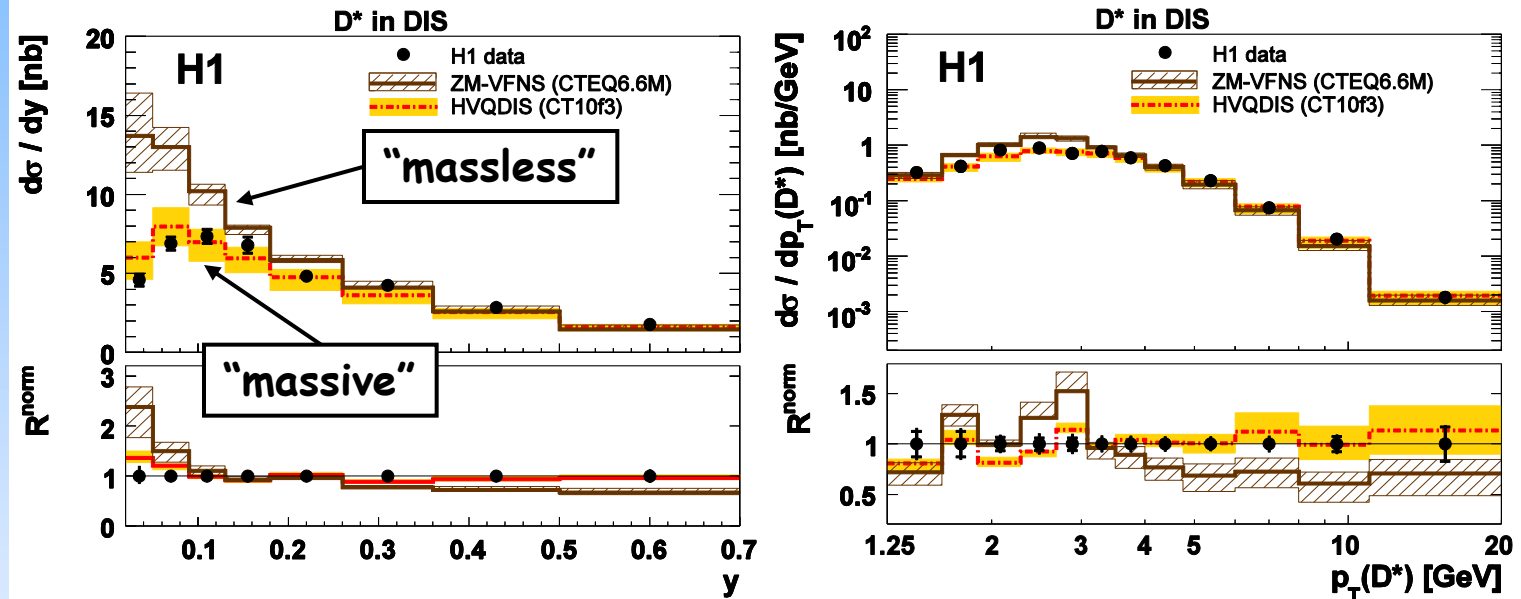 D* in DIS
H1
H1 data
ZM-VFNS (CTEQ6.6M)
HVQDIS (CT10f3)
dσ / dy [nb]
20
15
10
5
0
“massless”
“massive”
R^norm
3
2
1
0
0.1 0.2 0.3 0.4 0.5 0.6 0.7
y
D* in DIS
H1
H1 data
ZM-VFNS (CTEQ6.6M)
HVQDIS (CT10f3)
dσ / dp_T(D*) [nb/GeV]
10^2
10
1
10^-1
10^-2
10^-3
R^norm
1.5
1
0.5
1.25 2 3 4 5 10 20
p_T(D*) [GeV]